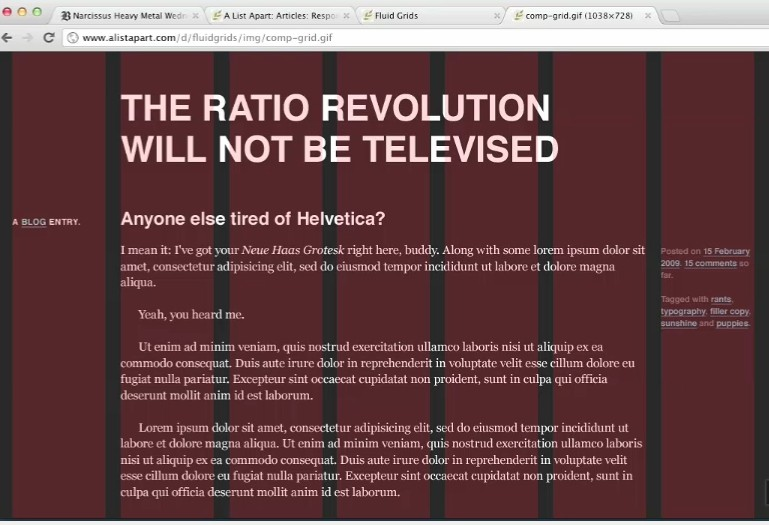 Narcissus Heavy Metal Wedn
A List Apart: Articles: Respo
Fluid Grids
comp-grid.gif (1038×728)
www.alistapart.com/d/fluidgrids/img/comp-grid.gif
THE RATIO REVOLUTION
WILL NOT BE TELEVISED
A BLOG ENTRY.
Anyone else tired of Helvetica?
I mean it: I've got your Neue Haas Grotesk right here, buddy. Along with some lorem ipsum dolor sit
amet, consectetur adipisicing elit, sed do eiusmod tempor incididunt ut labore et dolore magna
aliqua.
Yeah, you heard me.
Ut enim ad minim veniam, quis nostrud exercitation ullamco laboris nisi ut aliquip ex ea
commodo consequat. Duis aute irure dolor in reprehenderit in voluptate velit esse cillum dolore eu
fugiat nulla pariatur. Excepteur sint occaecat cupidatat non proident, sunt in culpa qui officia
deserunt mollit anim id est laborum.
Lorem ipsum dolor sit amet, consectetur adipisicing elit, sed do eiusmod tempor incididunt ut
labore et dolore magna aliqua. Ut enim ad minim veniam, quis nostrud exercitation ullamco laboris
nisi ut aliquip ex ea commodo consequat. Duis aute irure dolor in reprehenderit in voluptate velit
esse cillum dolore eu fugiat nulla pariatur. Excepteur sint occaecat cupidatat non proident, sunt in
culpa qui officia deserunt mollit anim id est laborum.
Posted on 15 February
2009. 15 comments so
far.
Tagged with rants,
typography, filler copy,
sunshine and puppies.